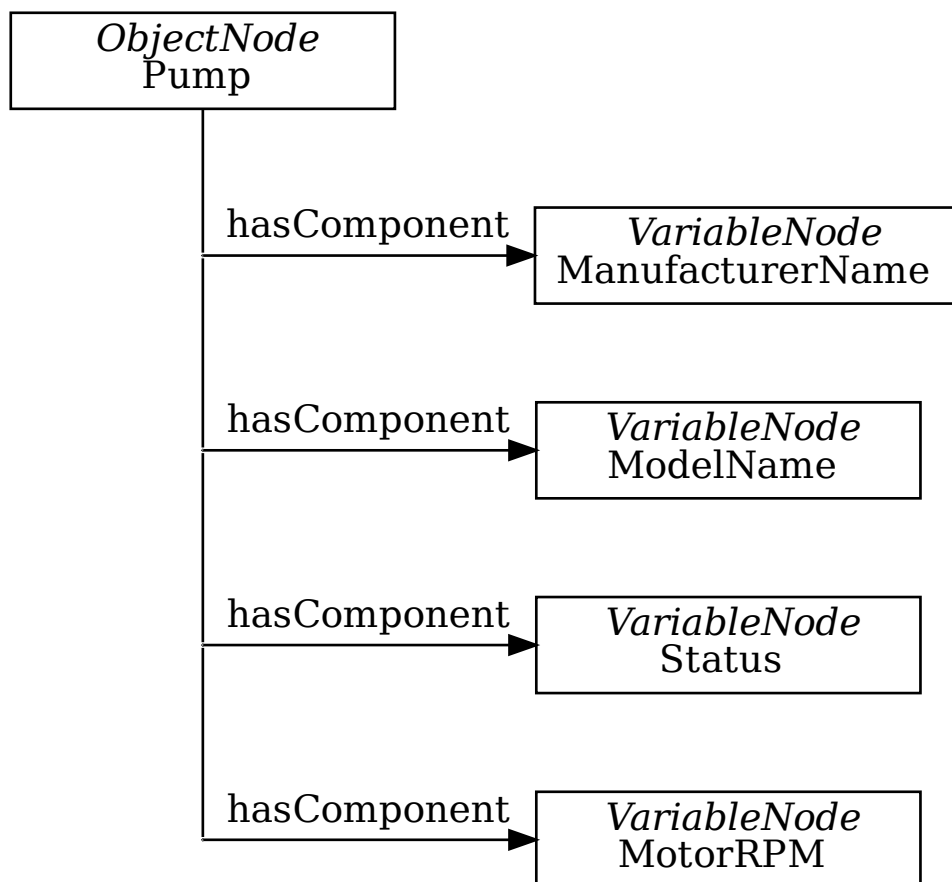 ObjectNode
Pump
hasComponent
VariableNode
ManufacturerName
hasComponent
VariableNode
ModelName
hasComponent
VariableNode
Status
hasComponent
VariableNode
MotorRPM